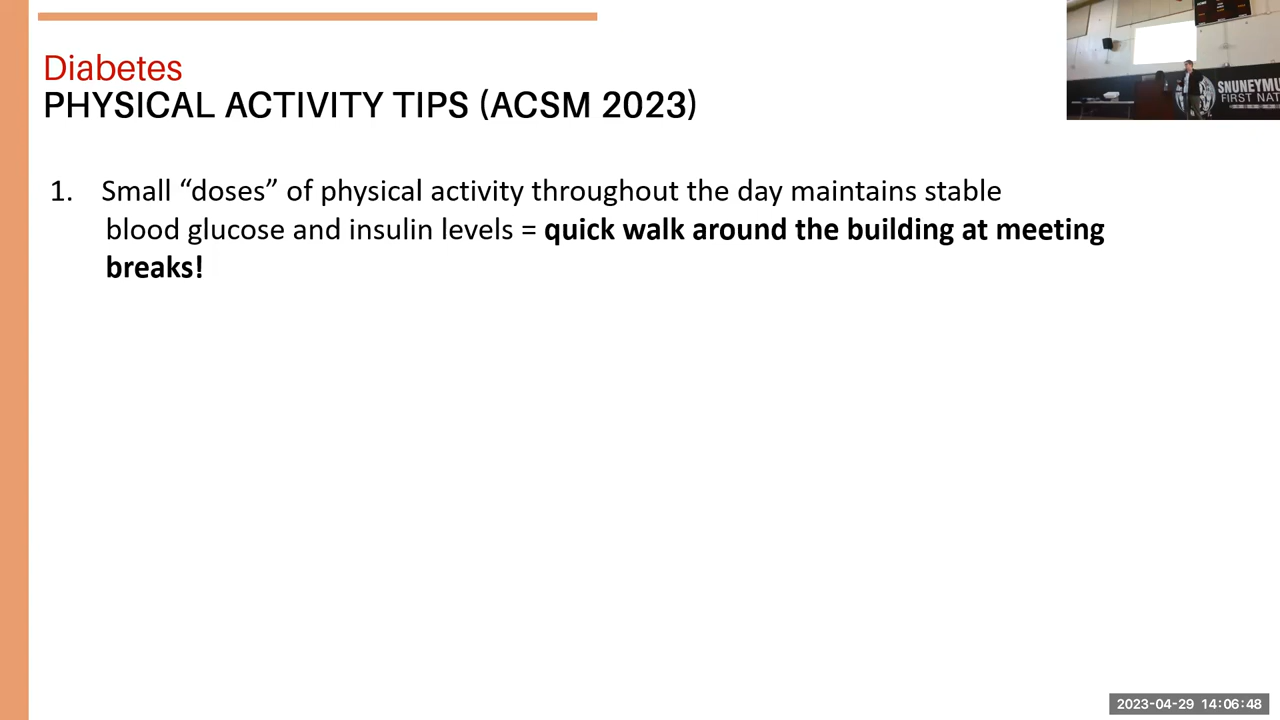 Diabetes
PHYSICAL ACTIVITY TIPS (ACSM 2023)
SNUNEYMU
FIRST NAT
1. Small “doses” of physical activity throughout the day maintains stable
blood glucose and insulin levels = quick walk around the building at meeting
breaks!
2023-04-29 14:06:48